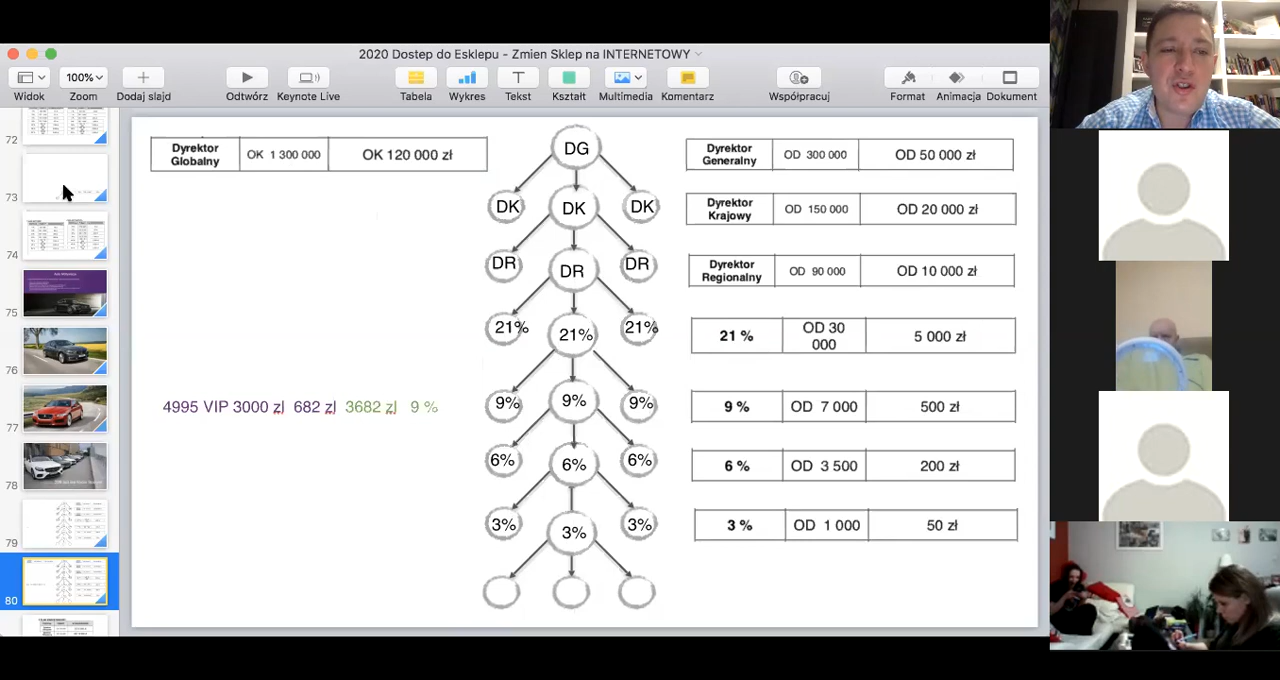 2020 Dostep do Esklepu - Zmien Sklep na INTERNETOWY
100%
Widok
Zoom
Dodaj slajd
Odtwórz
Keynote Live
Tabela
Wykres
Tekst
Kształt
Multimedia
Komentarz
Współpracuj
Format
Animacja
Dokument
72
73
74
75
76
77
78
79
80
Dyrektor
Globalny
OK 1 300 000
OK 120 000 zł
DG
Dyrektor
Generalny
OD 300 000
OD 50 000 zł
DK
DK
DK
Dyrektor
Krajowy
OD 150 000
OD 20 000 zł
DR
DR
DR
Dyrektor
Regionalny
OD 90 000
OD 10 000 zł
21%
21%
21%
21 %
OD 30
000
5 000 zł
4995 VIP 3000 zl 682 zl 3682 zl 9 %
9%
9%
9%
9 %
OD 7 000
500 zł
6%
6%
6%
6 %
OD 3 500
200 zł
3%
3%
3%
3 %
OD 1 000
50 zł